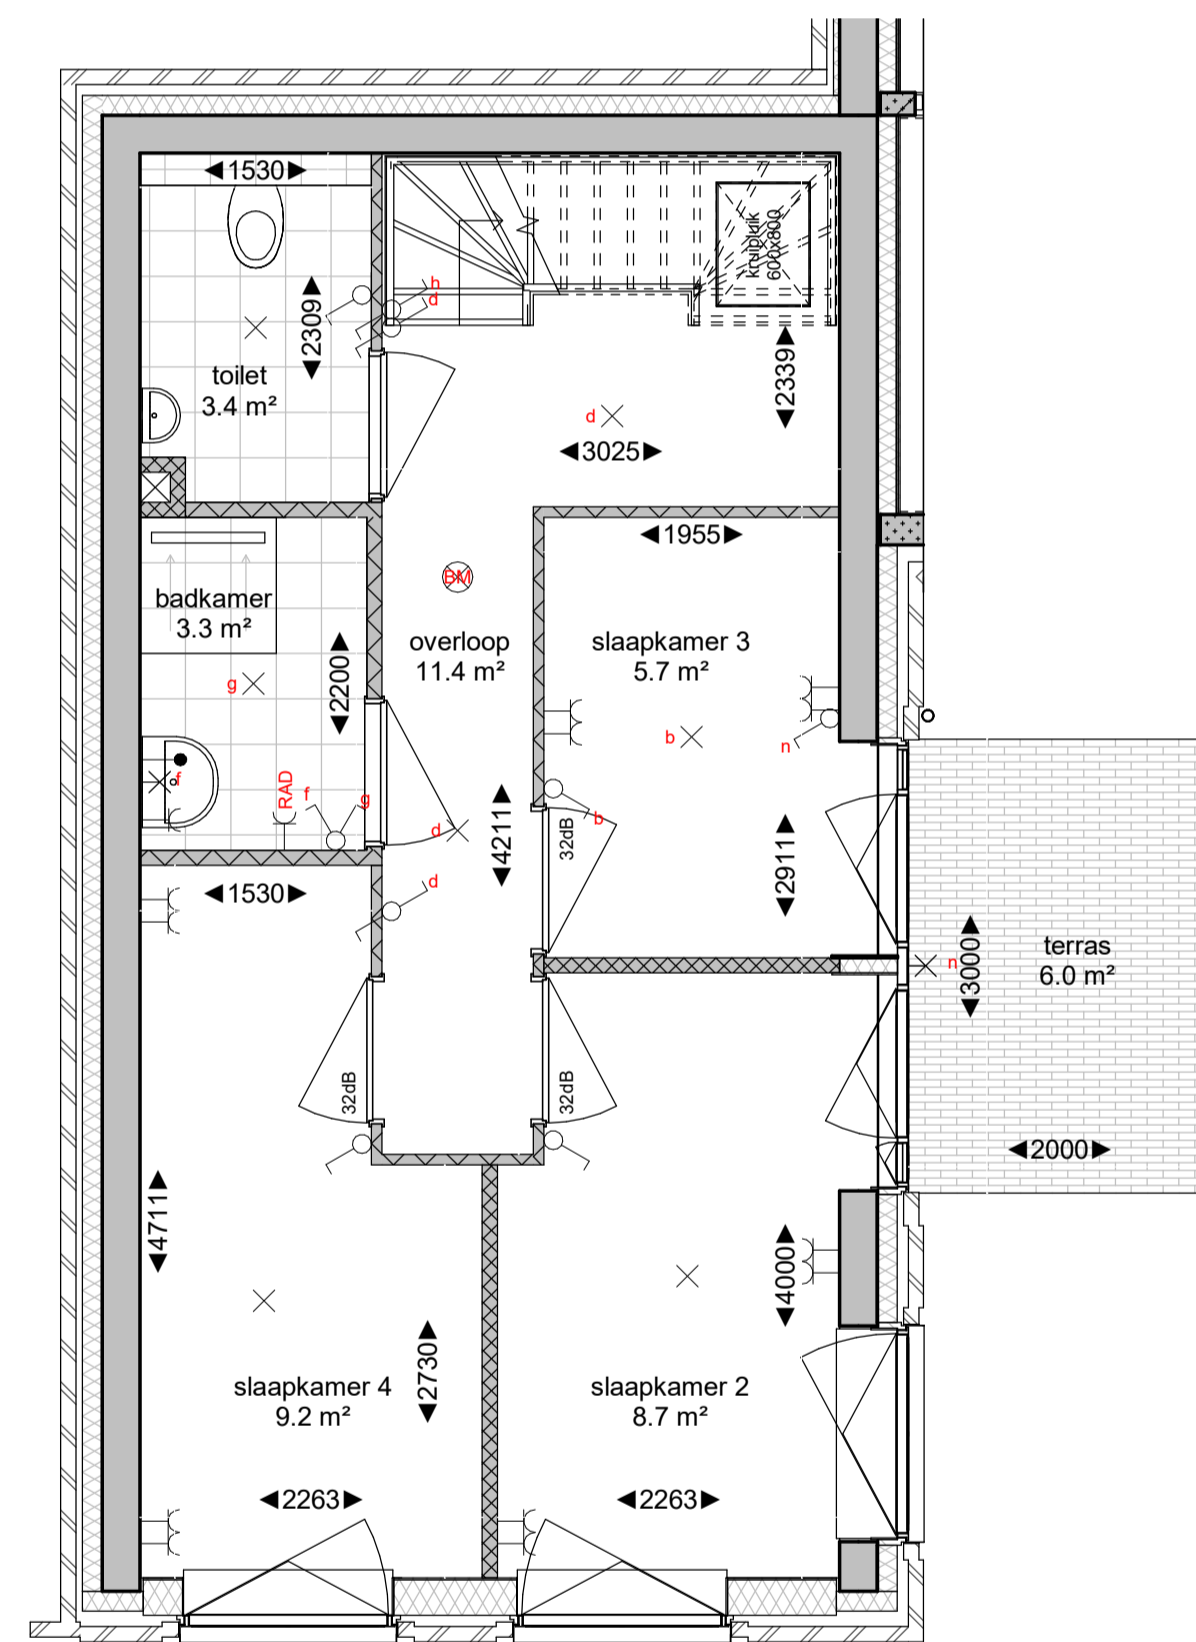 1530
kruipluik
600x800
h
d
2309
2339
toilet
3.4 m²
d
3025
1955
BM
badkamer
3.3 m²
overloop
11.4 m²
slaapkamer 3
5.7 m²
g
2200
b
n
f
RAD
f
g
d
4211
32dB
b
2911
1530
d
n
3000
terras
6.0 m²
32dB
32dB
2000
4711
4000
2730
slaapkamer 4
9.2 m²
slaapkamer 2
8.7 m²
2263
2263